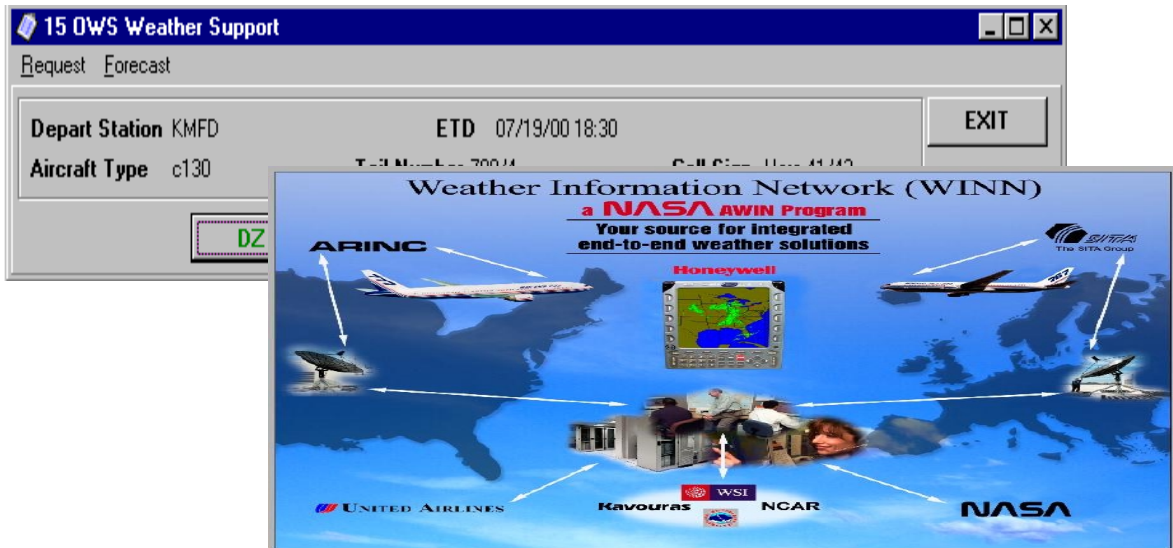 15 OWS Weather Support
Request Forecast
EXIT
Depart Station KMFD ETD 07/19/00 18:30
Aircraft Type c130
DZ
Weather Information Network (WINN)
a NASA AWIN Program
Your source for integrated
end-to-end weather solutions
ARINC
SITA
The SITA Group
Honeywell
WSI
UNITED AIRLINES
Kavouras
NCAR
NASA